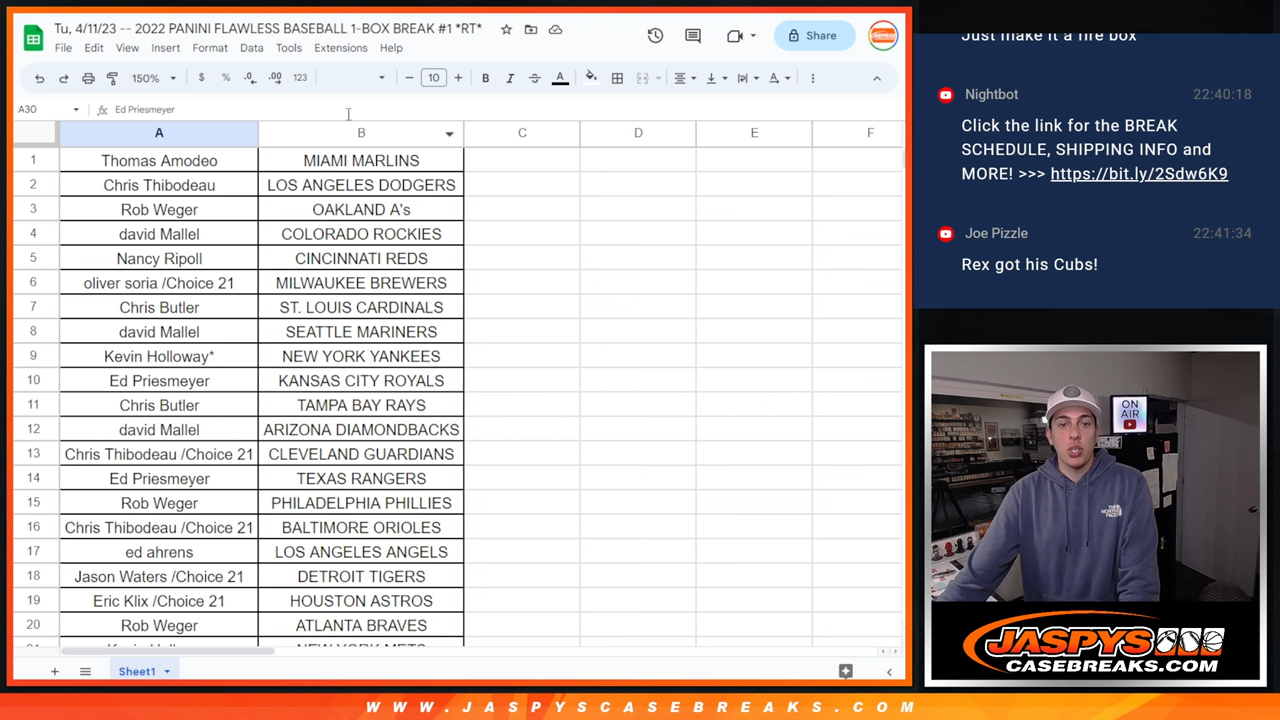 Tu, 4/11/23 -- 2022 PANINI FLAWLESS BASEBALL 1-BOX BREAK #1 *RT*
File Edit View Insert Format Data Tools Extensions Help
Share
150% $ % .0 .00 123 10 B I A
A30 fx Ed Priesmeyer
A B C D E F
1 Thomas Amodeo MIAMI MARLINS
2 Chris Thibodeau LOS ANGELES DODGERS
3 Rob Weger OAKLAND A's
4 david Mallel COLORADO ROCKIES
5 Nancy Ripoll CINCINNATI REDS
6 oliver soria /Choice 21 MILWAUKEE BREWERS
7 Chris Butler ST. LOUIS CARDINALS
8 david Mallel SEATTLE MARINERS
9 Kevin Holloway* NEW YORK YANKEES
10 Ed Priesmeyer KANSAS CITY ROYALS
11 Chris Butler TAMPA BAY RAYS
12 david Mallel ARIZONA DIAMONDBACKS
13 Chris Thibodeau /Choice 21 CLEVELAND GUARDIANS
14 Ed Priesmeyer TEXAS RANGERS
15 Rob Weger PHILADELPHIA PHILLIES
16 Chris Thibodeau /Choice 21 BALTIMORE ORIOLES
17 ed ahrens LOS ANGELES ANGELS
18 Jason Waters /Choice 21 DETROIT TIGERS
19 Eric Klix /Choice 21 HOUSTON ASTROS
20 Rob Weger ATLANTA BRAVES
Sheet1
Just make it a fire box
Nightbot 22:40:18
Click the link for the BREAK
SCHEDULE, SHIPPING INFO and
MORE! >>> https://bit.ly/2Sdw6K9
Joe Pizzle 22:41:34
Rex got his Cubs!
ON
AIR
THE
NORTH
FACE
JASPYS
CASEBREAKS.COM
WWW.JASPYSCASEBREAKS.COM